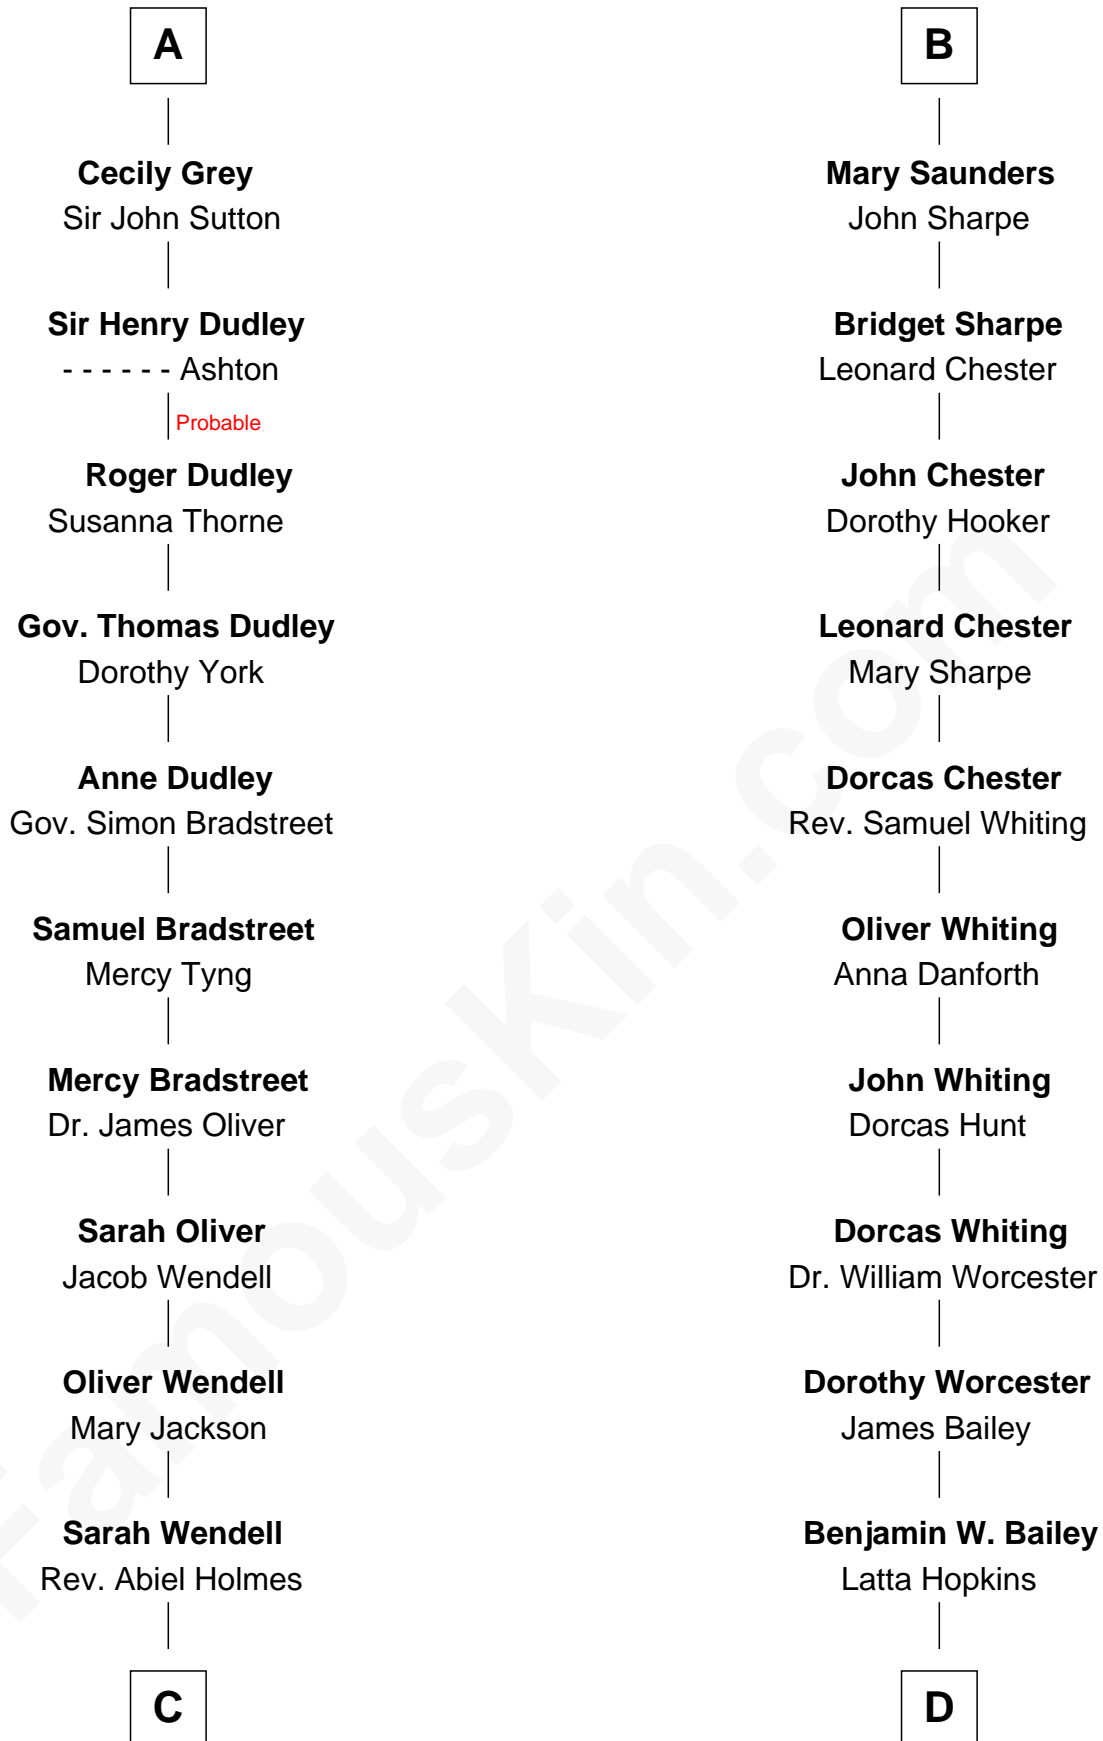 A
Cecily Grey
Sir John Sutton
Sir Henry Dudley
- - - - - - Ashton
Probable
Roger Dudley
Susanna Thorne
Gov. Thomas Dudley
Dorothy York
Anne Dudley
Gov. Simon Bradstreet
Samuel Bradstreet
Mercy Tyng
Mercy Bradstreet
Dr. James Oliver
Sarah Oliver
Jacob Wendell
Oliver Wendell
Mary Jackson
Sarah Wendell
Rev. Abiel Holmes
C
B
Mary Saunders
John Sharpe
Bridget Sharpe
Leonard Chester
John Chester
Dorothy Hooker
Leonard Chester
Mary Sharpe
Dorcas Chester
Rev. Samuel Whiting
Oliver Whiting
Anna Danforth
John Whiting
Dorcas Hunt
Dorcas Whiting
Dr. William Worcester
Dorothy Worcester
James Bailey
Benjamin W. Bailey
Latta Hopkins
D
FamousKin.com